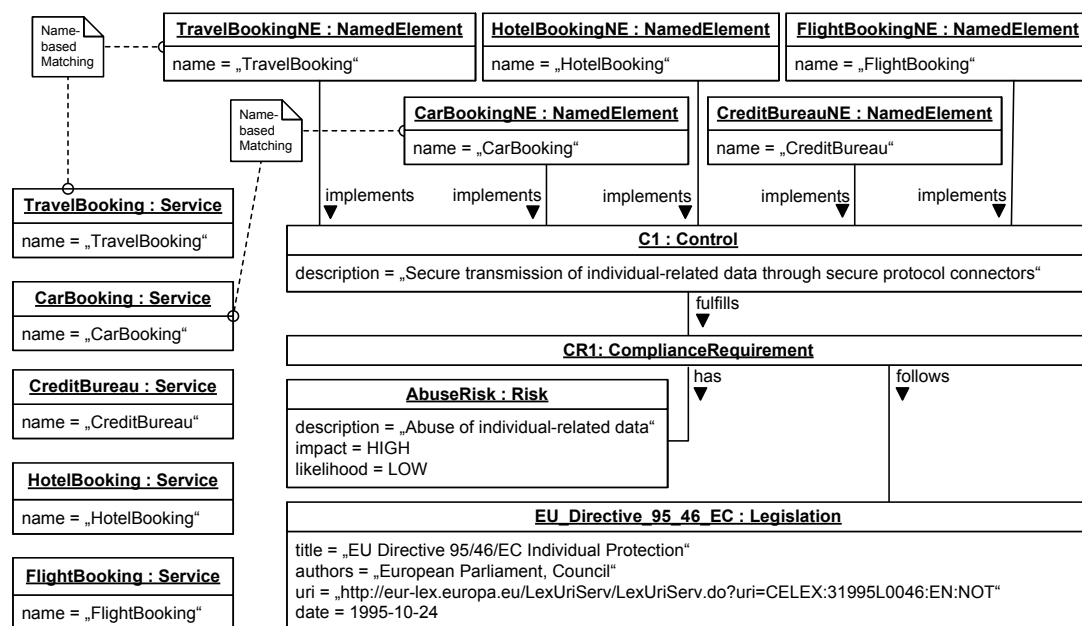 Name-
based
Matching
TravelBookingNE : NamedElement
name = „TravelBooking“
HotelBookingNE : NamedElement
name = „HotelBooking“
FlightBookingNE : NamedElement
name = „FlightBooking“
Name-
based
Matching
CarBookingNE : NamedElement
name = „CarBooking“
CreditBureauNE : NamedElement
name = „CreditBureau“
implements
implements
implements
implements
implements
TravelBooking : Service
name = „TravelBooking“
CarBooking : Service
name = „CarBooking“
CreditBureau : Service
name = „CreditBureau“
HotelBooking : Service
name = „HotelBooking“
FlightBooking : Service
name = „FlightBooking“
C1 : Control
description = „Secure transmission of individual-related data through secure protocol connectors“
fulfills
CR1: ComplianceRequirement
has
follows
AbuseRisk : Risk
description = „Abuse of individual-related data“
impact = HIGH
likelihood = LOW
EU_Directive_95_46_EC : Legislation
title = „EU Directive 95/46/EC Individual Protection“
authors = „European Parliament, Council“
uri = „http://eur-lex.europa.eu/LexUriServ/LexUriServ.do?uri=CELEX:31995L0046:EN:NOT“
date = 1995-10-24